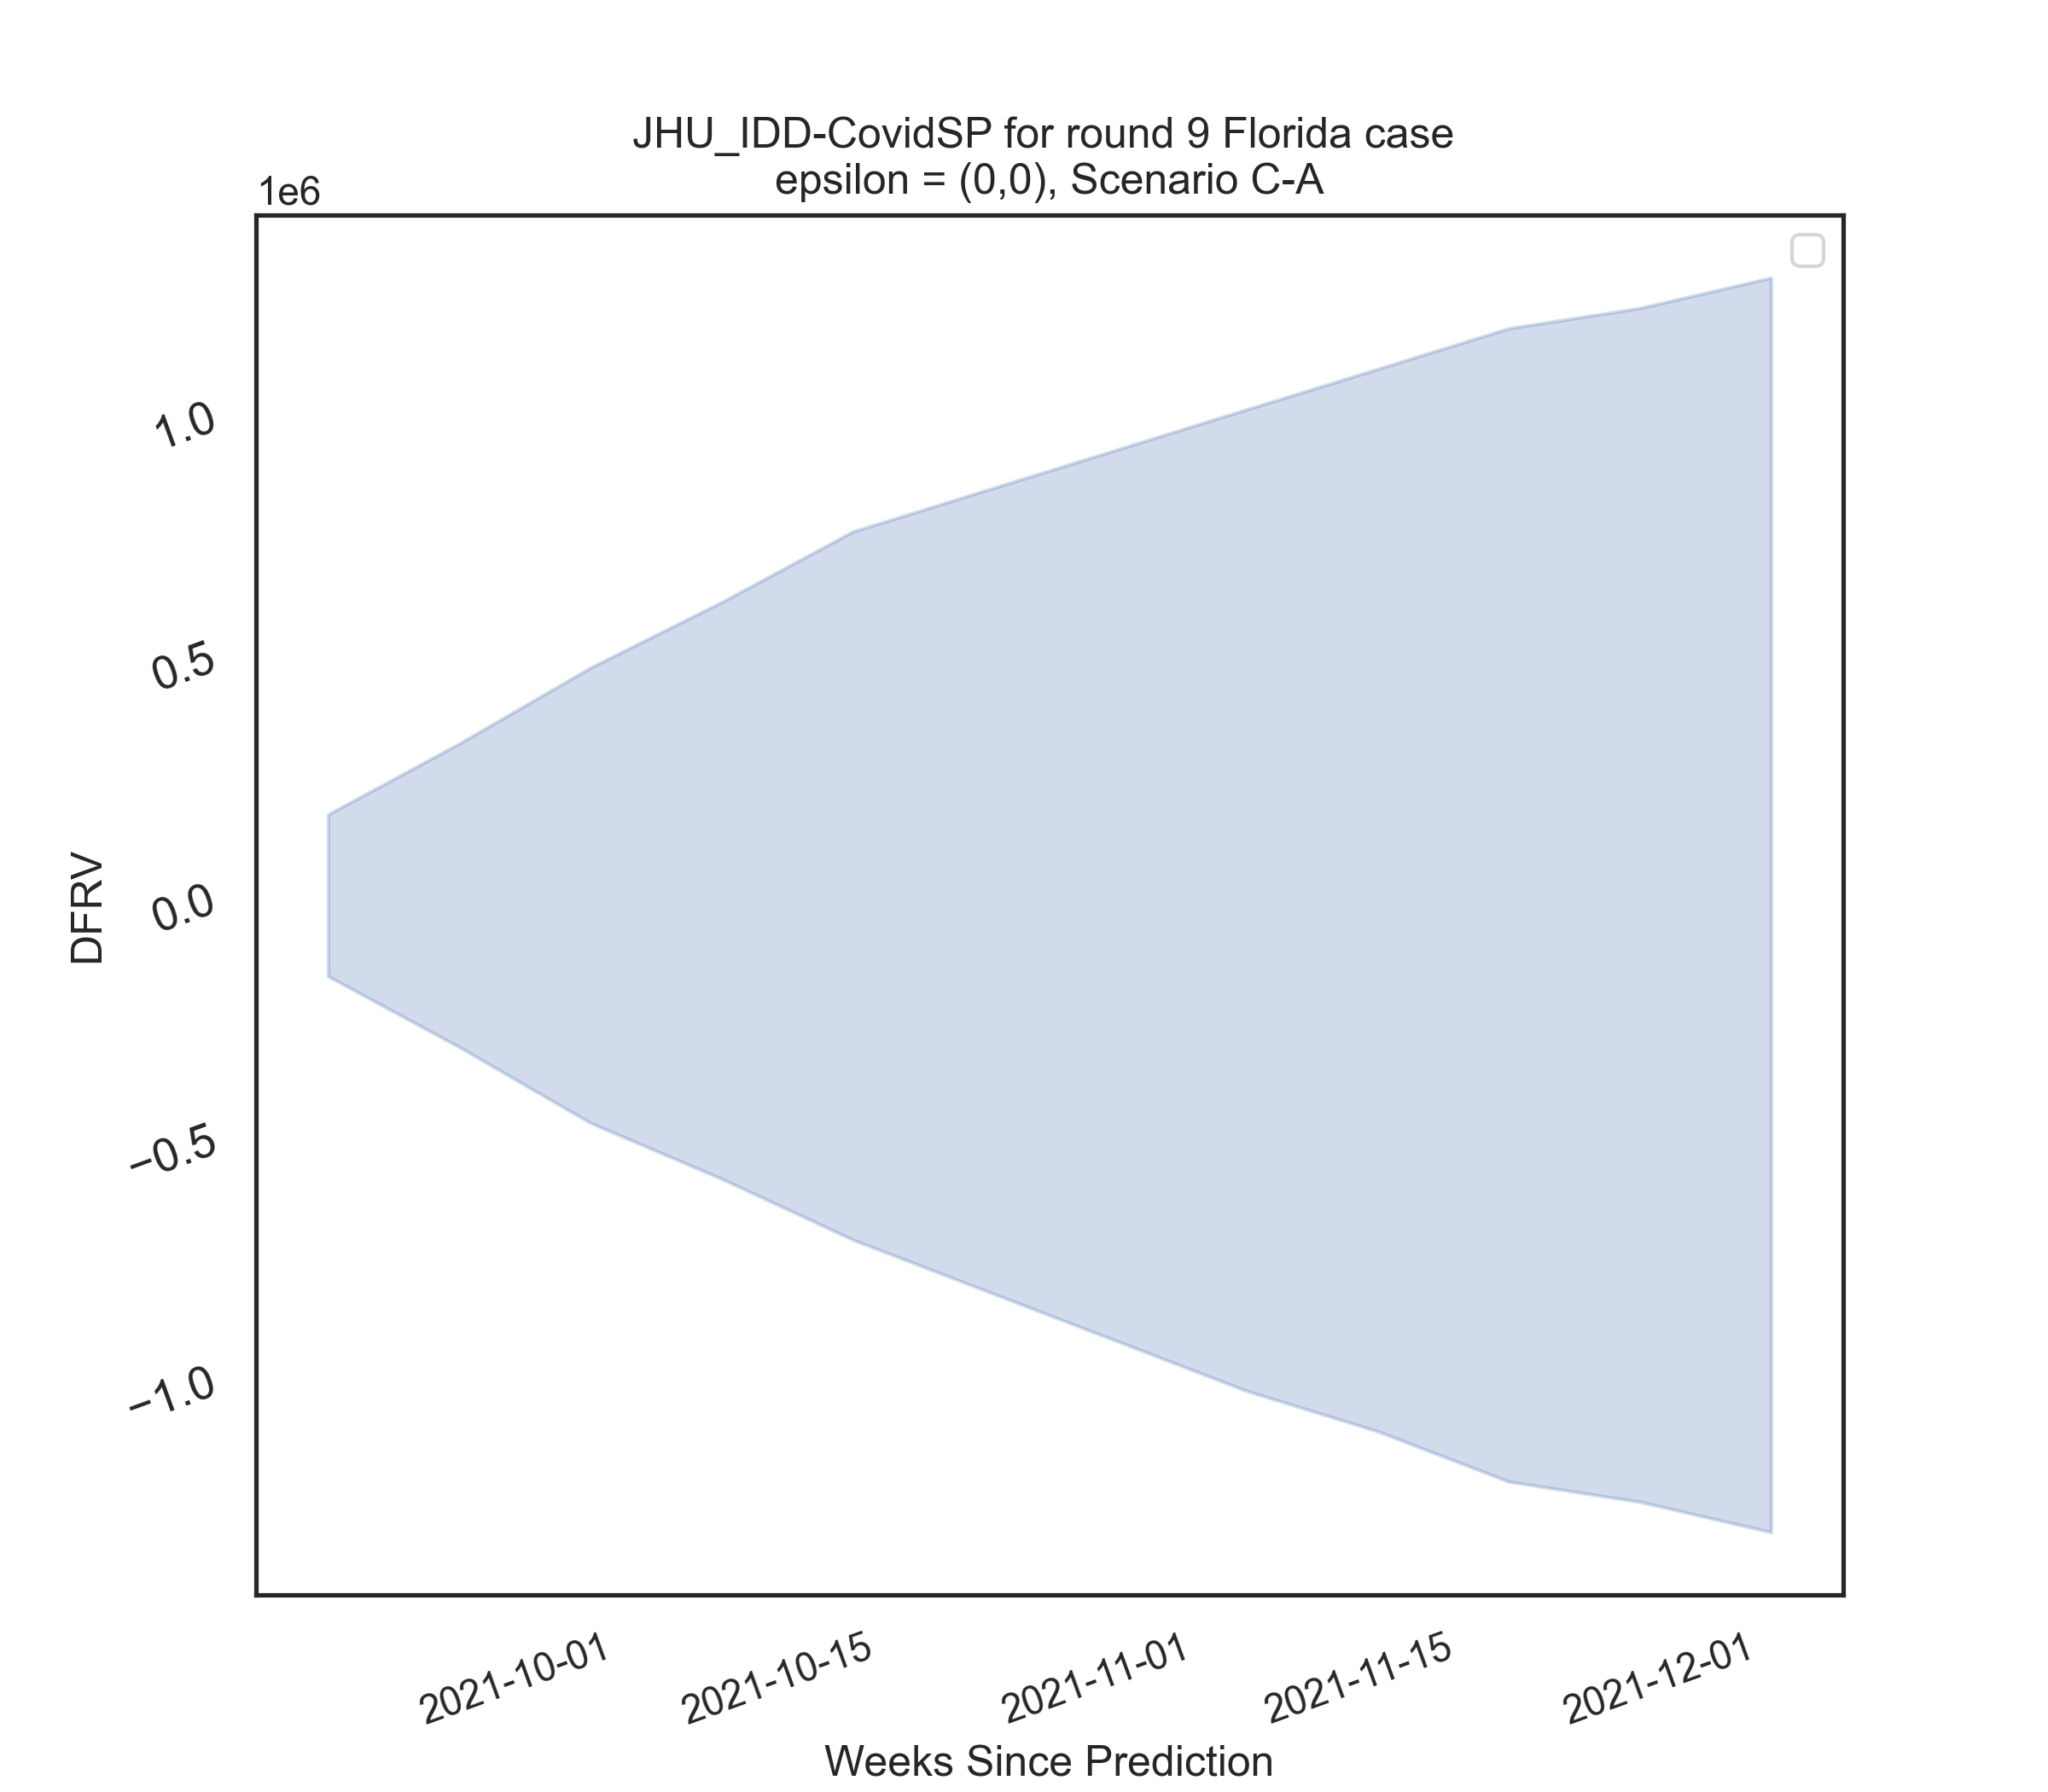 JHU_IDD-CovidSP for round 9 Florida case
epsilon = (0,0), Scenario C-A
1e6
1.0
0.5
0.0
−0.5
−1.0
DFRV
2021-10-01
2021-10-15
2021-11-01
2021-11-15
2021-12-01
Weeks Since Prediction